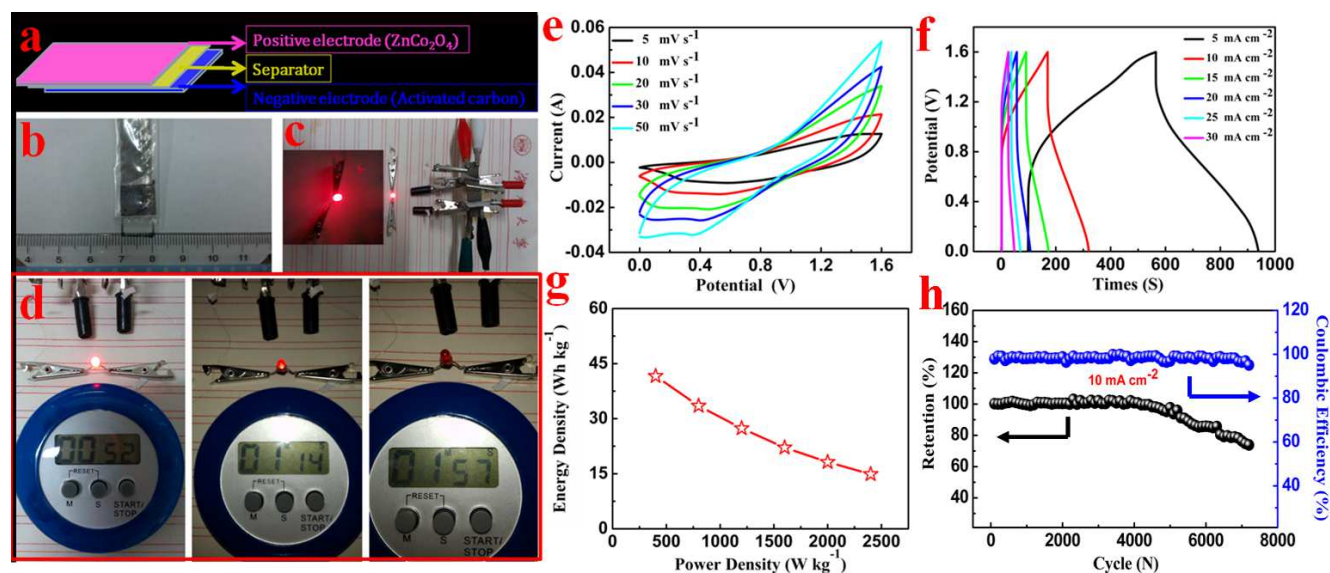 a
Positive electrode (ZnCo₂O₄)
Separator
Negative electrode (Activated carbon)
b
4 5 6 7 8 9 10 11
c
d
00 52
RESET
M S START/
STOP
01 14
RESET
M S START/
STOP
M S
01 57
RESET
M S START/
STOP
e
0.06
0.04
0.02
0.00
-0.02
-0.04
Current (A)
5 mV s⁻¹
10 mV s⁻¹
20 mV s⁻¹
30 mV s⁻¹
50 mV s⁻¹
0.0 0.4 0.8 1.2 1.6
Potential (V)
f
1.6
1.2
0.8
0.4
0.0
Potential (V)
5 mA cm⁻²
10 mA cm⁻²
15 mA cm⁻²
20 mA cm⁻²
25 mA cm⁻²
30 mA cm⁻²
0 200 400 600 800 1000
Times (S)
g
60
45
30
15
0
Energy Density (Wh kg⁻¹)
0 500 1000 1500 2000 2500
Power Density (W kg⁻¹)
h
160
140
120
100
80
60
40
Retention (%)
10 mA cm⁻²
120
100
80
60
40
Coulombic Efficiency (%)
0 2000 4000 6000 8000
Cycle (N)